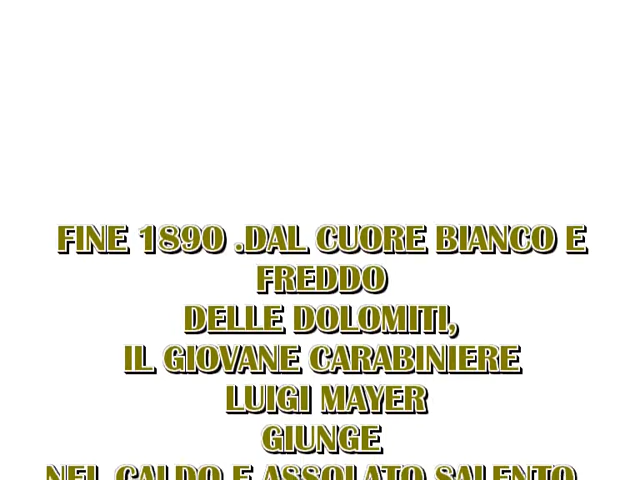 FINE 1890 .DAL CUORE BIANCO E
FREDDO
DELLE DOLOMITI,
IL GIOVANE CARABINIERE
LUIGI MAYER
GIUNGE
NEL CALDO E ASSOLATO SALENTO